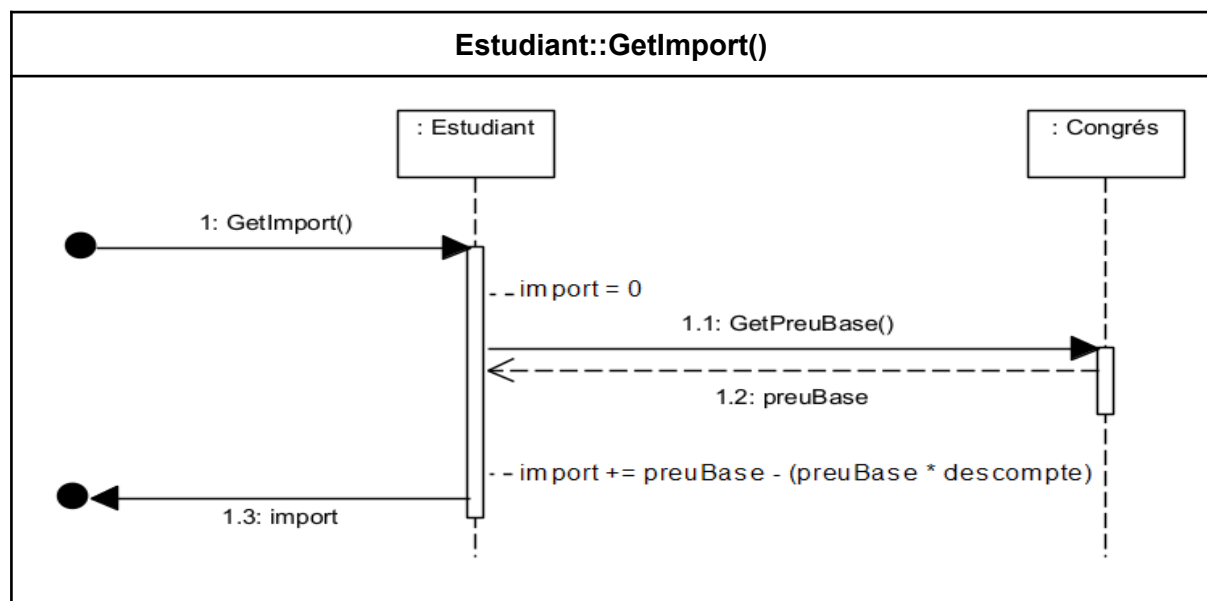 Estudiant::GetImport()
: Estudiant
: Congrés
1: GetImport()
import = 0
1.1: GetPreuBase()
1.2: preuBase
import += preuBase - (preuBase * descompte)
1.3: import